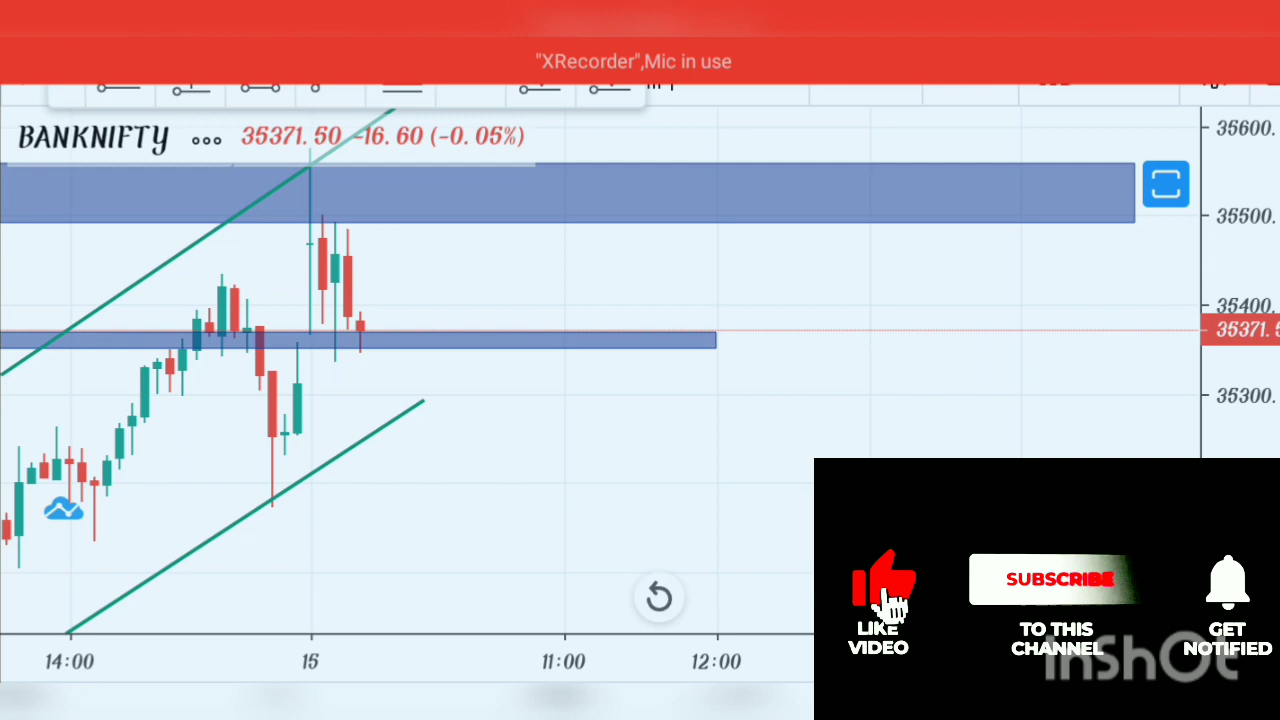 "XRecorder",Mic in use
BANKNIFTY 35371.50 -16.60 (-0.05%)
35600.
35500.
35400.
35371.5
35300.
14:00 15 11:00 12:00
LIKE VIDEO
SUBSCRIBE
TO THIS CHANNEL
GET NOTIFIED
InShOt